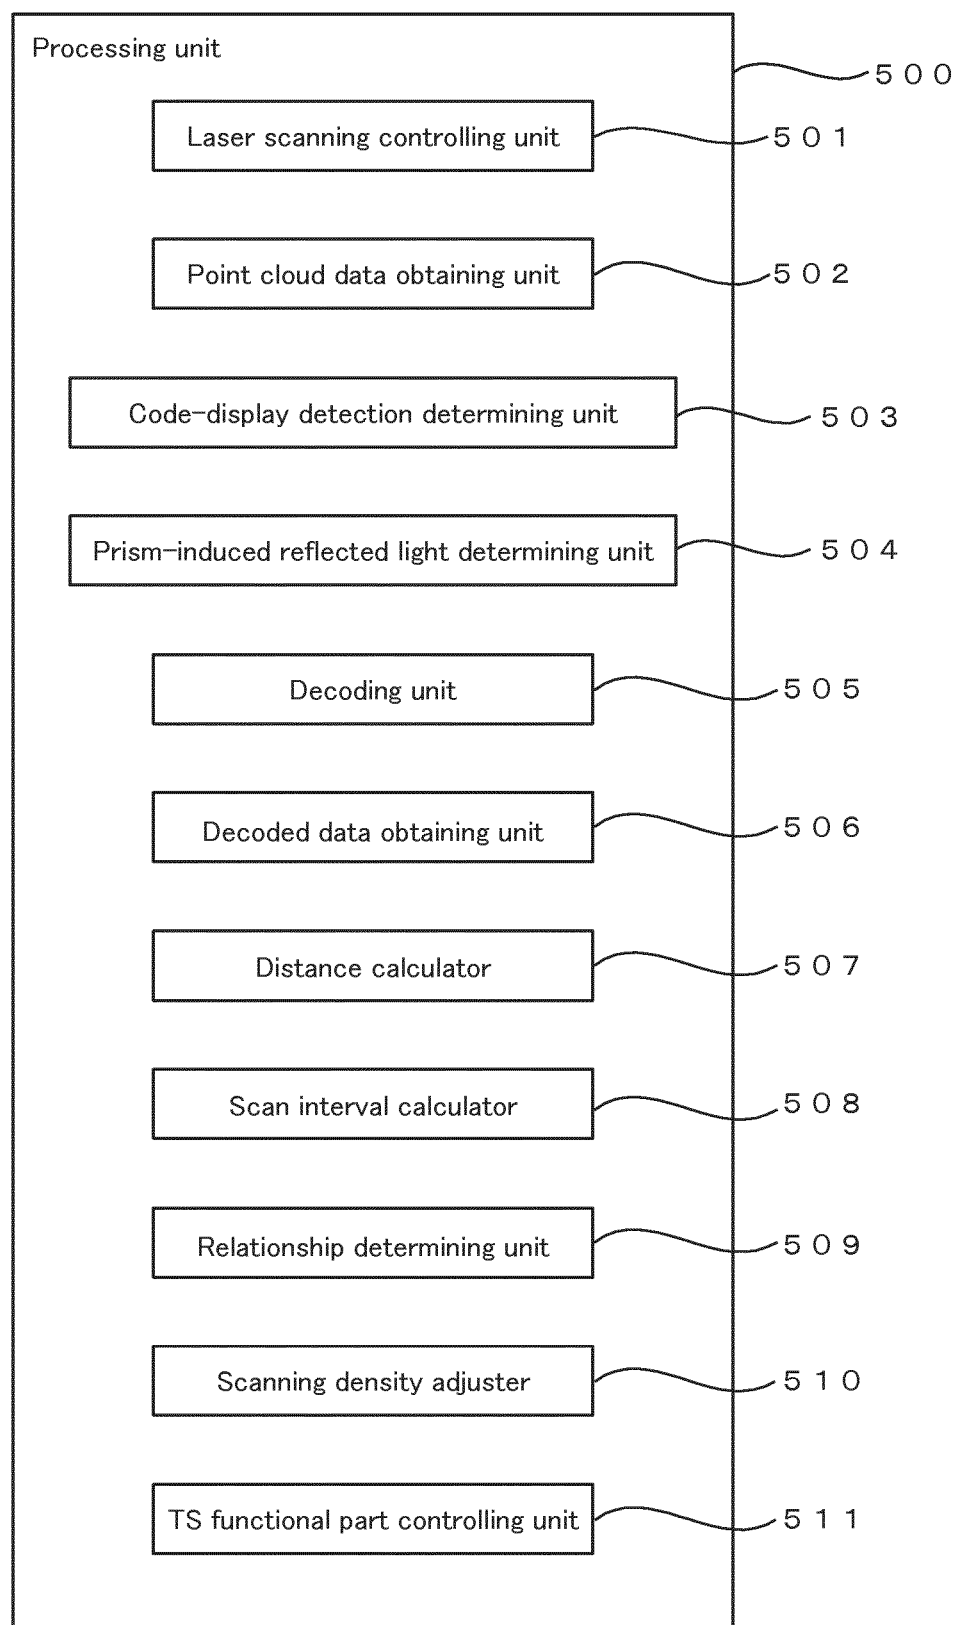 Processing unit
５００
Laser scanning controlling unit
５０１
Point cloud data obtaining unit
５０２
Code-display detection determining unit
５０３
Prism-induced reflected light determining unit
５０４
Decoding unit
５０５
Decoded data obtaining unit
５０６
Distance calculator
５０７
Scan interval calculator
５０８
Relationship determining unit
５０９
Scanning density adjuster
５１０
TS functional part controlling unit
５１１